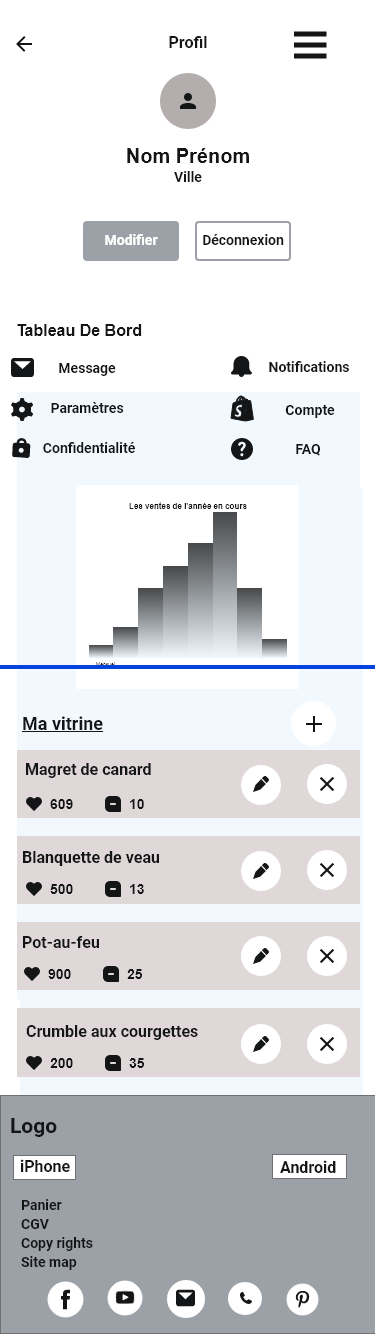 Profil
Nom Prénom
Ville
Modifier
Déconnexion
Tableau De Bord
Message
Notifications
Paramètres
Compte
Confidentialité
FAQ
Les ventes de l'année en cours
Ma vitrine
Magret de canard
609
10
Blanquette de veau
500
13
Pot-au-feu
900
25
Crumble aux courgettes
200
35
Logo
iPhone
Android
Panier
CGV
Copy rights
Site map